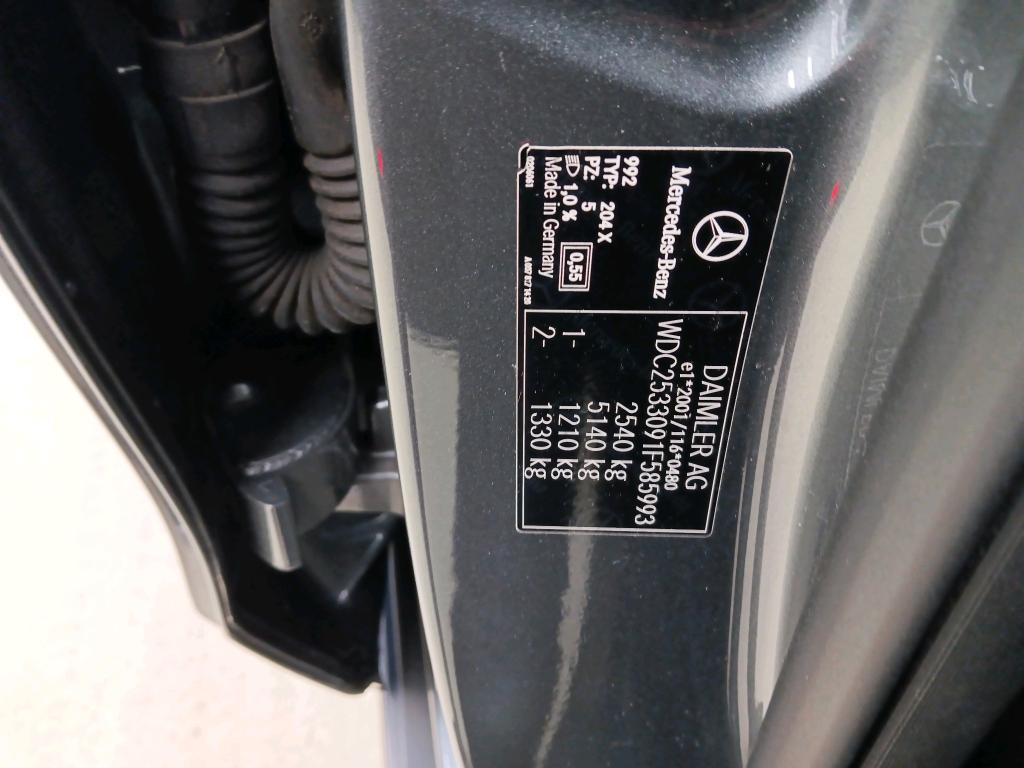 Mercedes-Benz
992
TYP: 204 X
PZ: 5
1,0 % 0,55
Made in Germany
DAIMLER AG
e1*2001/116*0480
WDC2533091F585993
2540 kg
5140 kg
1- 1210 kg
2- 1330 kg